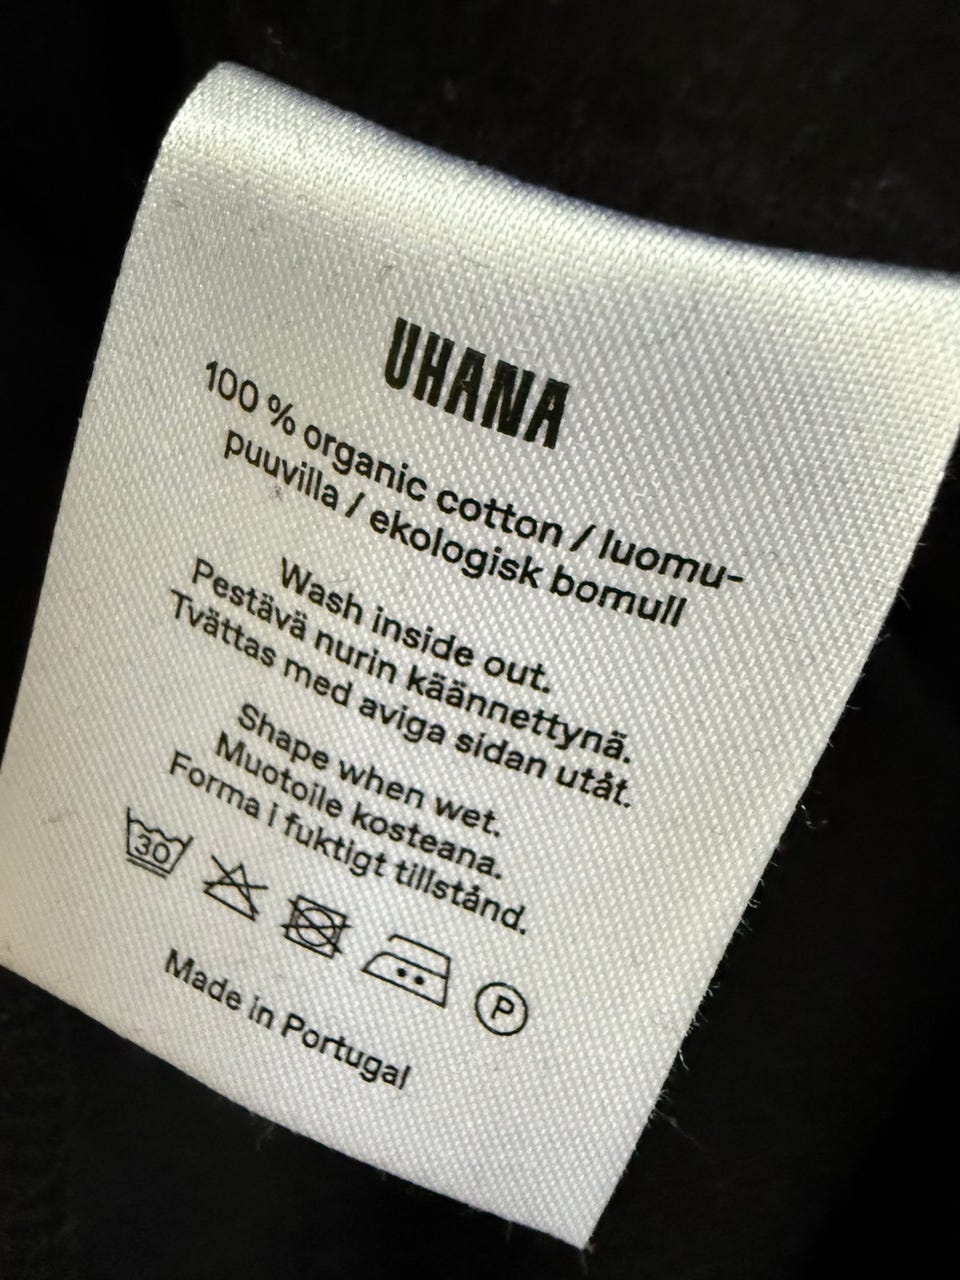 UHANA
100 % organic cotton / luomu-
puuvilla / ekologisk bomull
Wash inside out.
Pestävä nurin käännettynä.
Tvättas med aviga sidan utåt.
Shape when wet.
Muotoile kosteana.
Forma i fuktigt tillstånd.
30 P
Made in Portugal